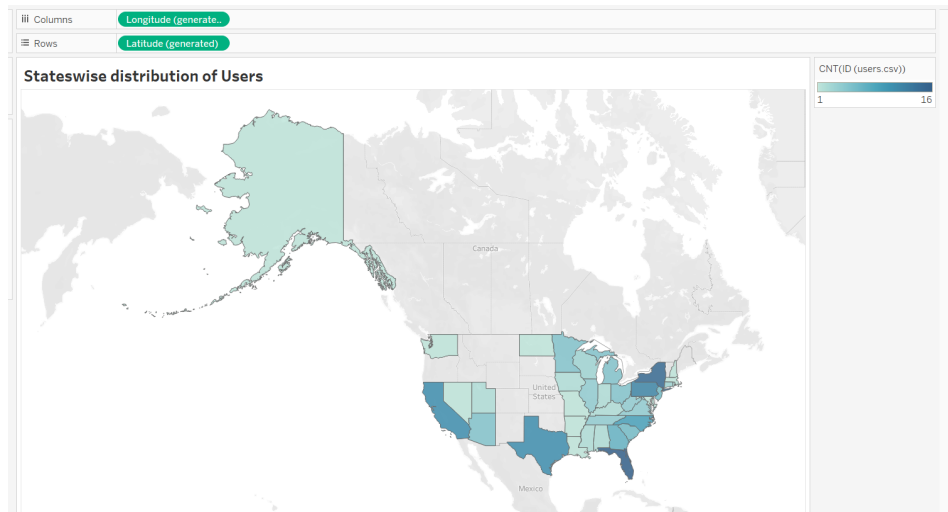 Columns
Longitude (generate..
Rows
Latitude (generated)
Stateswise distribution of Users
CNT(ID (users.csv))
1 16
Canada
United
States
Mexico